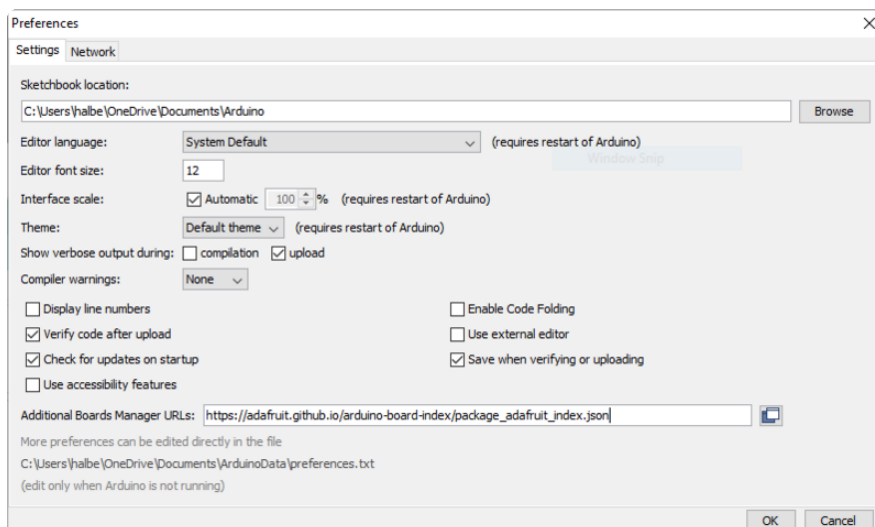 Preferences
Settings Network
Sketchbook location:
C:\Users\halbe\OneDrive\Documents\Arduino Browse
Editor language: System Default (requires restart of Arduino)
Window Snip
Editor font size: 12
Interface scale: Automatic 100 % (requires restart of Arduino)
Theme: Default theme (requires restart of Arduino)
Show verbose output during: compilation upload
Compiler warnings: None
Display line numbers Enable Code Folding
Verify code after upload Use external editor
Check for updates on startup Save when verifying or uploading
Use accessibility features
Additional Boards Manager URLs: https://adafruit.github.io/arduino-board-index/package_adafruit_index.json
More preferences can be edited directly in the file
C:\Users\halbe\OneDrive\Documents\ArduinoData\preferences.txt
(edit only when Arduino is not running)
OK Cancel